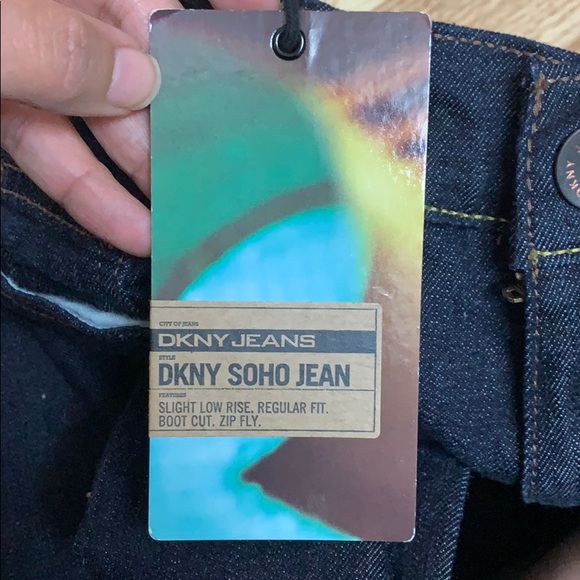 CITY OF JEANS
DKNY JEANS
STYLE
DKNY SOHO JEAN
FEATURES
SLIGHT LOW RISE. REGULAR FIT.
BOOT CUT. ZIP FLY.
DKNY